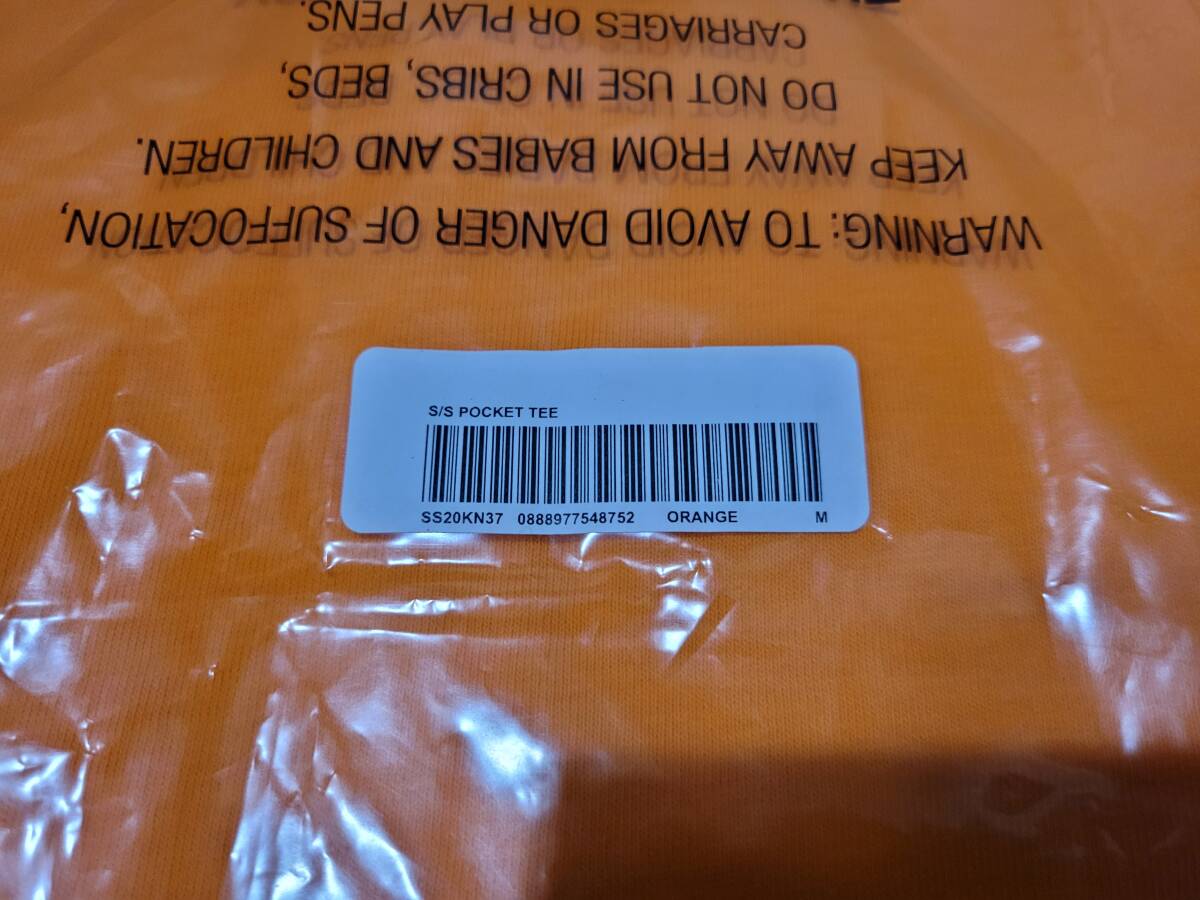 WARNING: TO AVOID DANGER OF SUFFOCATION,
KEEP AWAY FROM BABIES AND CHILDREN.
DO NOT USE IN CRIBS, BEDS,
CARRIAGES OR PLAY PENS.
S/S POCKET TEE
SS20KN37 0888977548752 ORANGE M